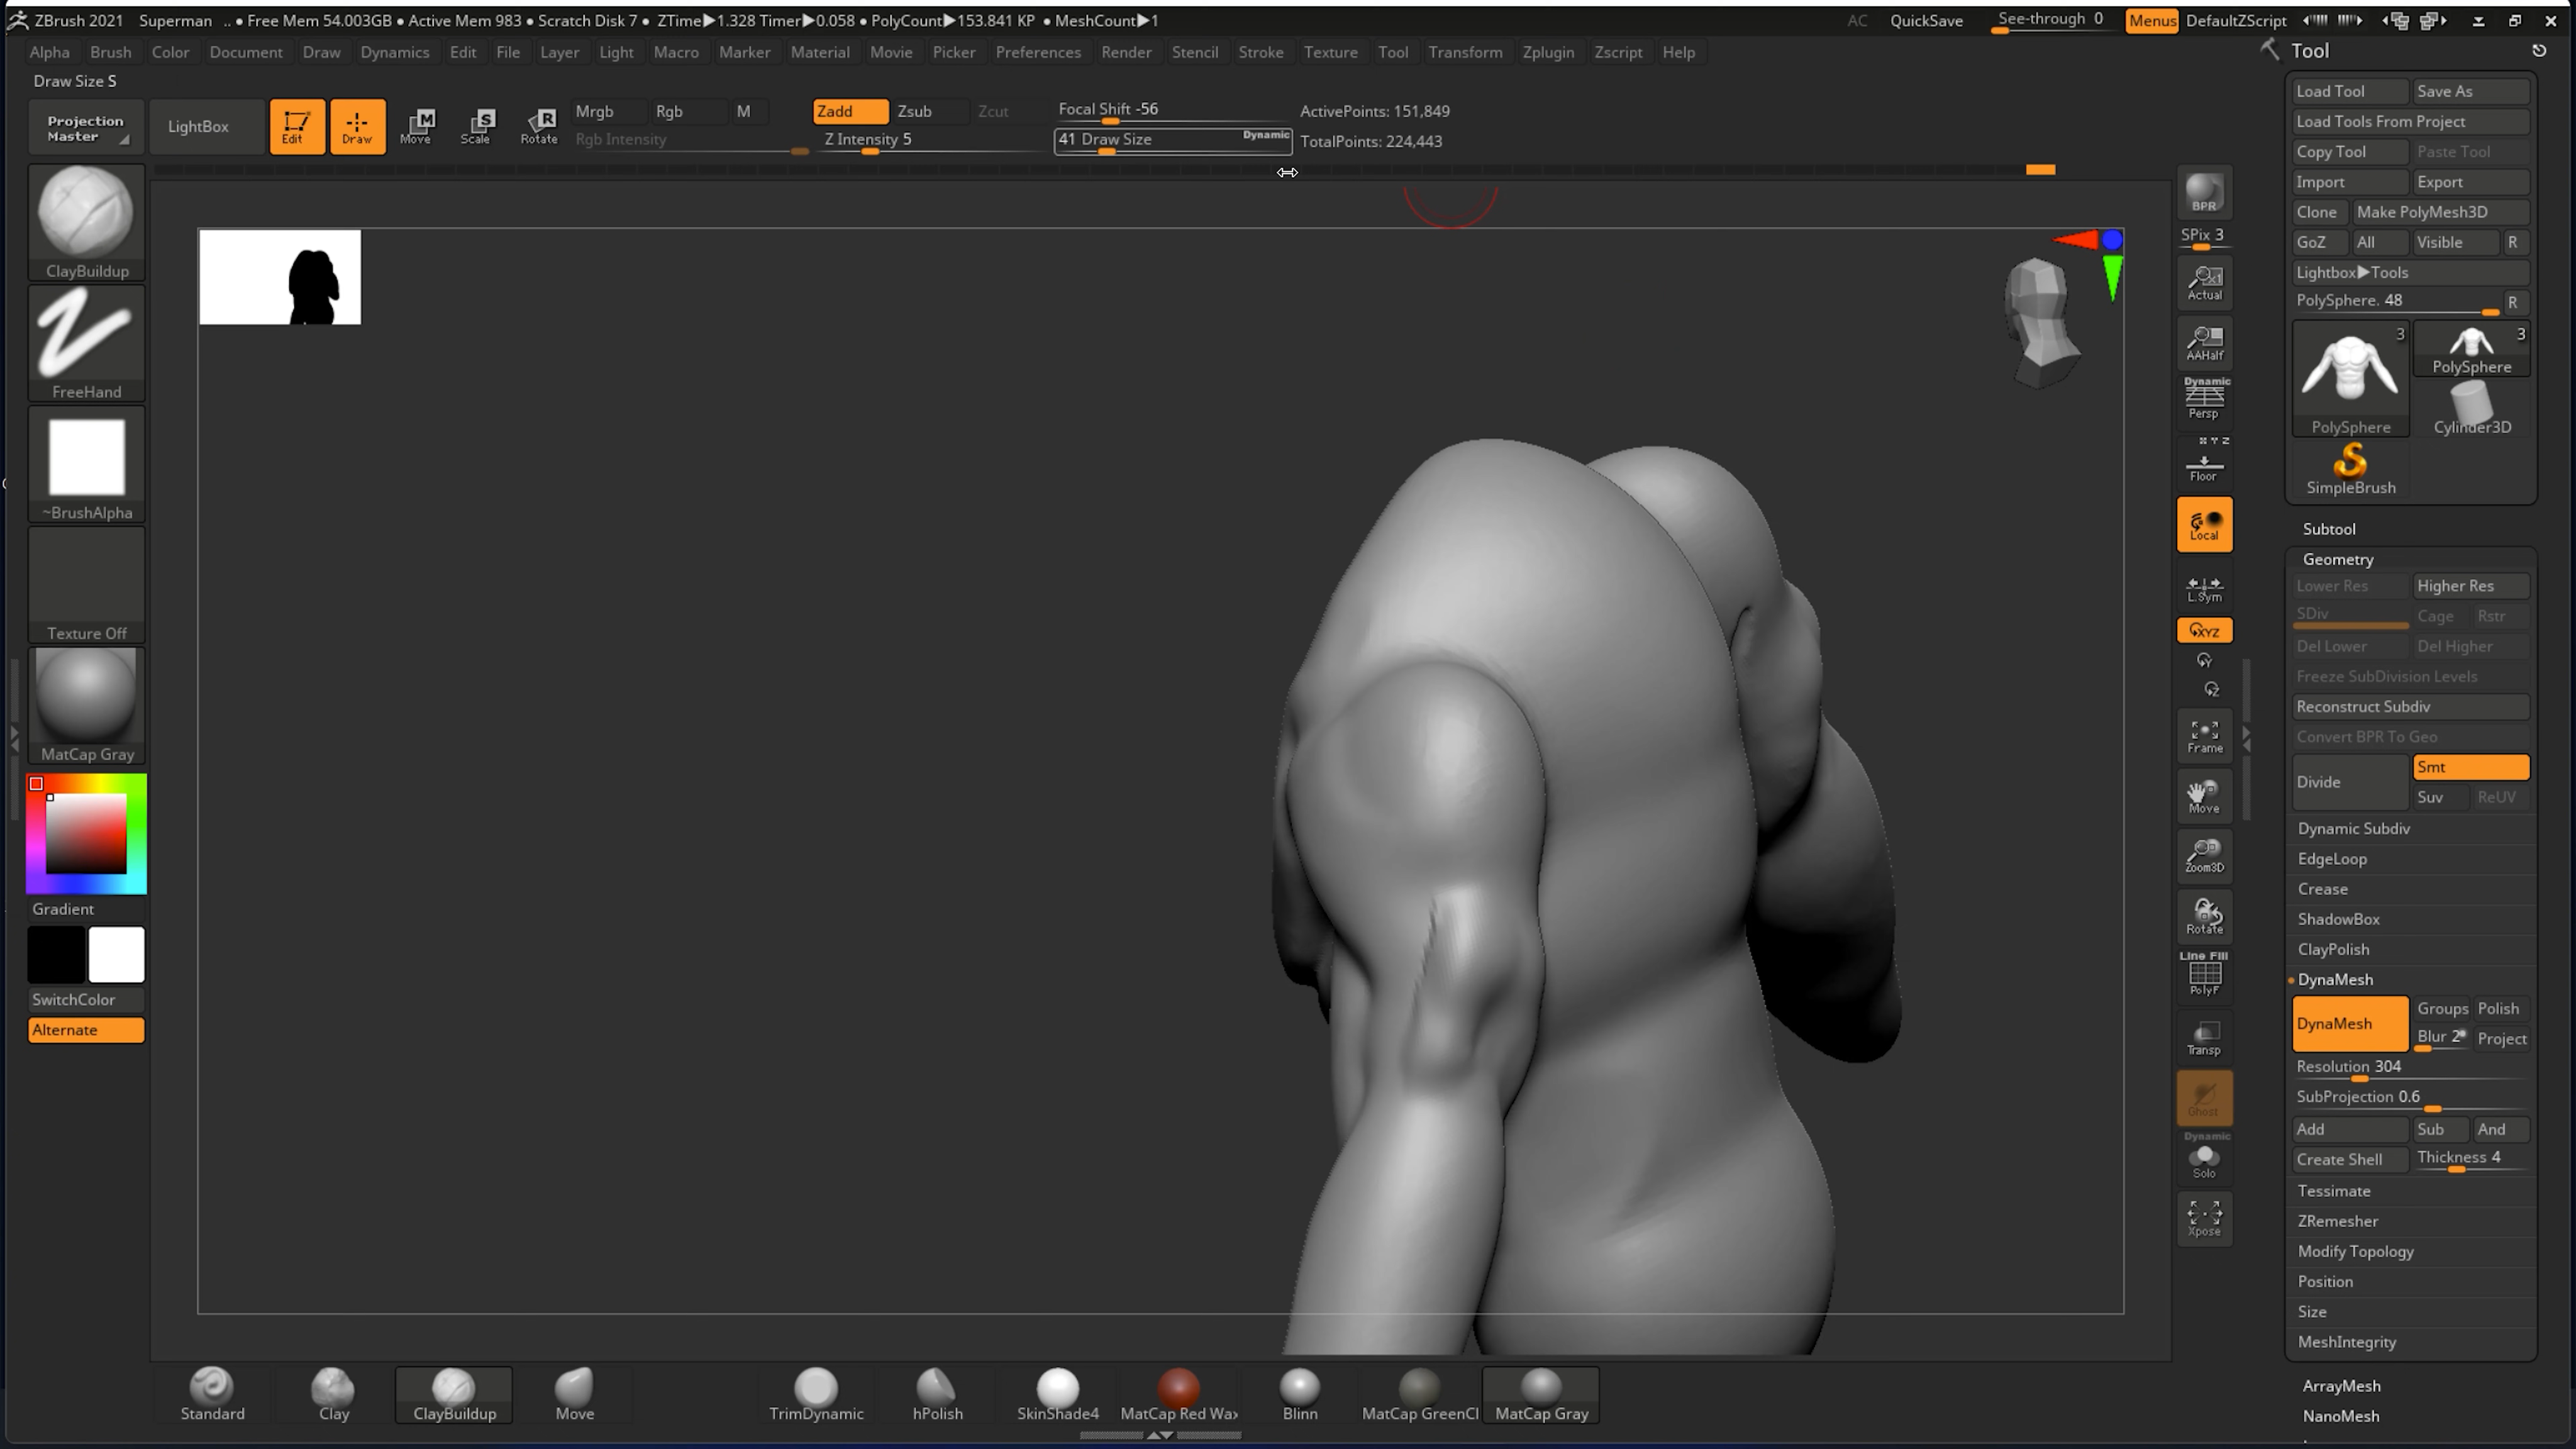 ZBrush 2021 Superman .. • Free Mem 54.003GB • Active Mem 983 • Scratch Disk 7 • ZTime▶1.328 Timer▶0.058 • PolyCount▶153.841 KP • MeshCount▶1 AC QuickSave See-through 0 Menus DefaultZScript
Alpha Brush Color Document Draw Dynamics Edit File Layer Light Macro Marker Material Movie Picker Preferences Render Stencil Stroke Texture Tool Transform Zplugin Zscript Help
Tool
Draw Size S
Projection Master
LightBox
Edit
Draw
Move
Scale
Rotate
Mrgb Rgb M
Rgb Intensity
Zadd Zsub Zcut
Z Intensity 5
Focal Shift -56
41 Draw Size Dynamic
ActivePoints: 151,849
TotalPoints: 224,443
ClayBuildup
FreeHand
~BrushAlpha
Texture Off
MatCap Gray
Gradient
SwitchColor
Alternate
BPR
SPix 3
Actual
AAHalf
Dynamic
Persp
X Y Z
Floor
Local
L.Sym
XYZ
Y
Z
Frame
Move
Zoom3D
Rotate
Line Fill
PolyF
Transp
Ghost
Dynamic
Solo
Xpose
Load Tool Save As
Load Tools From Project
Copy Tool Paste Tool
Import Export
Clone Make PolyMesh3D
GoZ All Visible R
Lightbox▶Tools
PolySphere. 48 R
3 3
PolySphere
PolySphere Cylinder3D
SimpleBrush
Subtool
Geometry
Lower Res Higher Res
SDiv Cage Rstr
Del Lower Del Higher
Freeze SubDivision Levels
Reconstruct Subdiv
Convert BPR To Geo
Divide Smt
Suv ReUV
Dynamic Subdiv
EdgeLoop
Crease
ShadowBox
ClayPolish
DynaMesh
DynaMesh Groups Polish
Blur 2 Project
Resolution 304
SubProjection 0.6
Add Sub And
Create Shell Thickness 4
Tessimate
ZRemesher
Modify Topology
Position
Size
MeshIntegrity
ArrayMesh
NanoMesh
Standard Clay ClayBuildup Move TrimDynamic hPolish SkinShade4 MatCap Red Wax Blinn MatCap GreenCl MatCap Gray